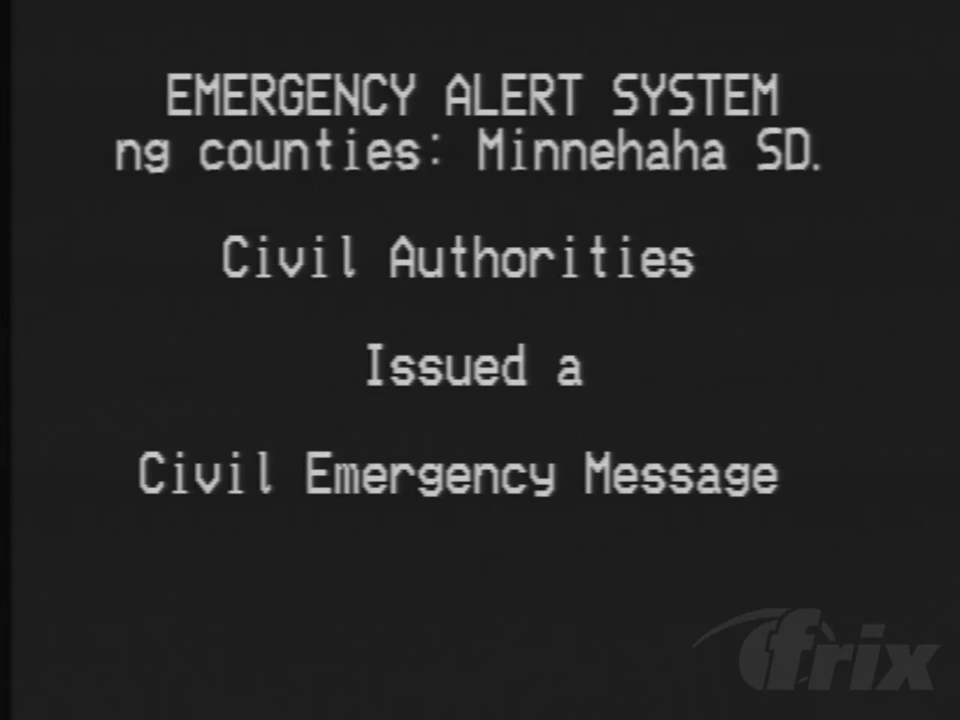 EMERGENCY ALERT SYSTEM
ng counties: Minnehaha SD.
Civil Authorities
Issued a
Civil Emergency Message
frix